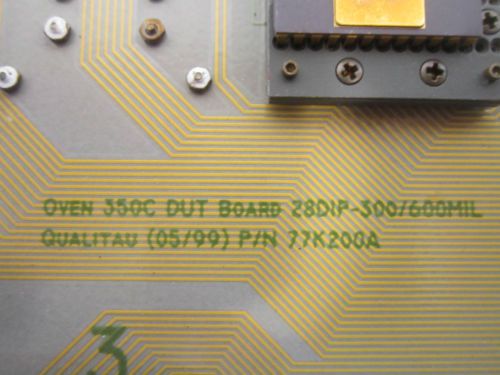 OVEN 350C DUT BOARD 28DIP-300/600MIL
QUALITAU (05/99) P/N 77K200A
3